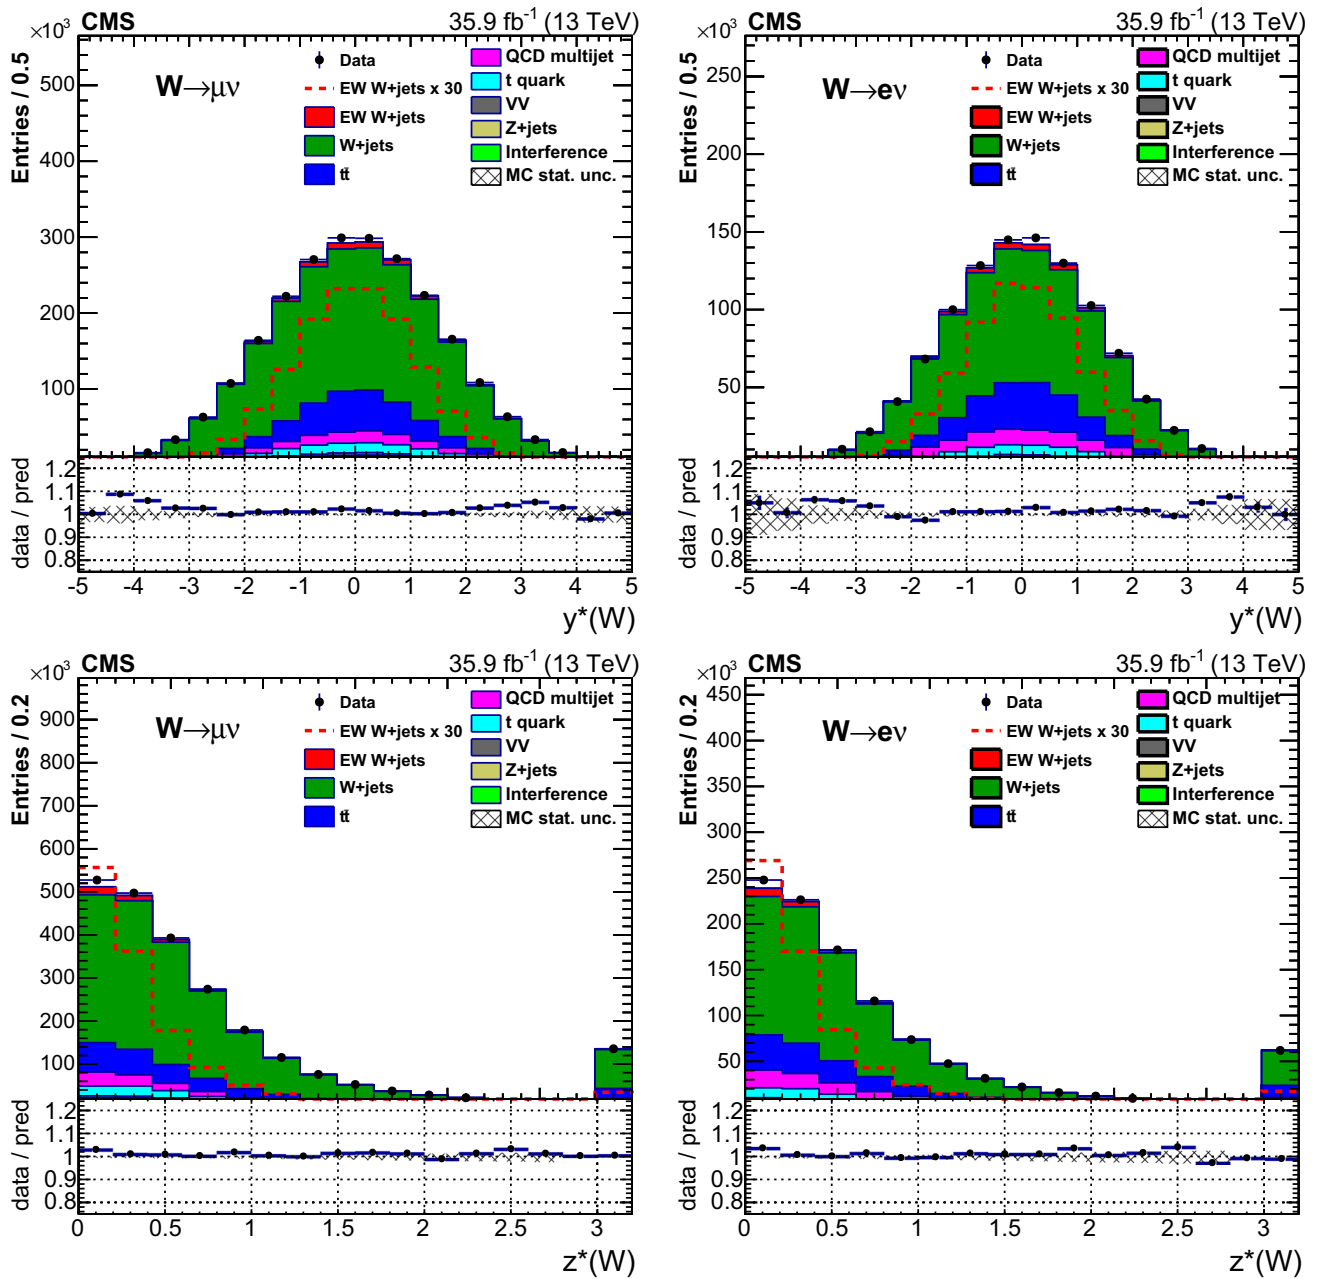 CMS 35.9 fb⁻¹ (13 TeV)
×10³
Entries / 0.5
W→μν
Data
EW W+jets x 30
EW W+jets
W+jets
tt̄
QCD multijet
t quark
VV
Z+jets
Interference
MC stat. unc.
500
400
300
200
100
data / pred
1.2
1.1
1
0.9
0.8
-5 -4 -3 -2 -1 0 1 2 3 4 5
y*(W)
CMS 35.9 fb⁻¹ (13 TeV)
×10³
Entries / 0.5
W→eν
Data
EW W+jets x 30
EW W+jets
W+jets
tt̄
QCD multijet
t quark
VV
Z+jets
Interference
MC stat. unc.
250
200
150
100
50
data / pred
1.2
1.1
1
0.9
0.8
-5 -4 -3 -2 -1 0 1 2 3 4 5
y*(W)
CMS 35.9 fb⁻¹ (13 TeV)
×10³
Entries / 0.2
W→μν
Data
EW W+jets x 30
EW W+jets
W+jets
tt̄
QCD multijet
t quark
VV
Z+jets
Interference
MC stat. unc.
900
800
700
600
500
400
300
200
100
data / pred
1.2
1.1
1
0.9
0.8
0 0.5 1 1.5 2 2.5 3
z*(W)
CMS 35.9 fb⁻¹ (13 TeV)
×10³
Entries / 0.2
W→eν
Data
EW W+jets x 30
EW W+jets
W+jets
tt̄
QCD multijet
t quark
VV
Z+jets
Interference
MC stat. unc.
450
400
350
300
250
200
150
100
50
data / pred
1.2
1.1
1
0.9
0.8
0 0.5 1 1.5 2 2.5 3
z*(W)